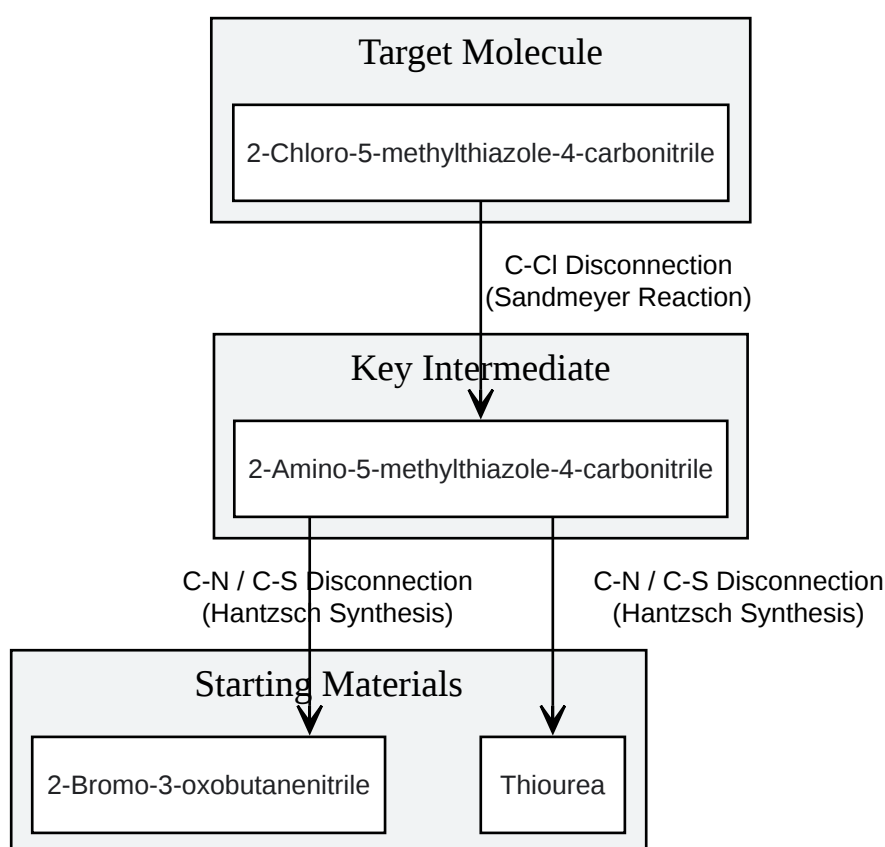 Target Molecule
2-Chloro-5-methylthiazole-4-carbonitrile
C-Cl Disconnection
(Sandmeyer Reaction)
Key Intermediate
2-Amino-5-methylthiazole-4-carbonitrile
C-N / C-S Disconnection
(Hantzsch Synthesis)
C-N / C-S Disconnection
(Hantzsch Synthesis)
Starting Materials
2-Bromo-3-oxobutanenitrile
Thiourea